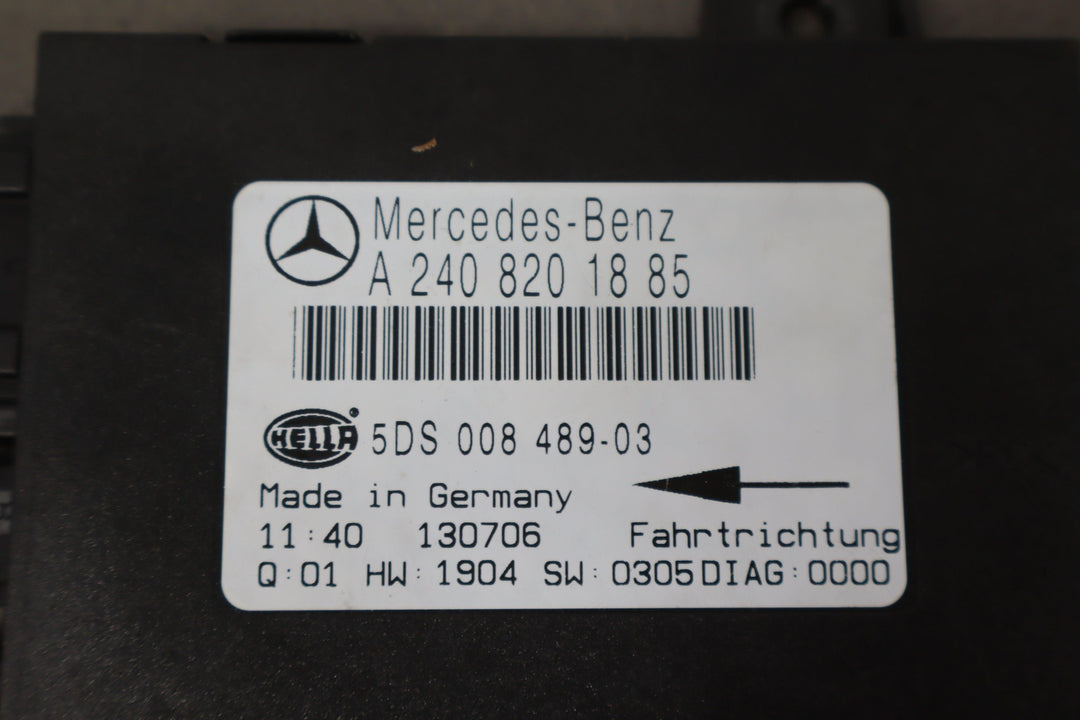 Mercedes-Benz
A 240 820 18 85
HELLA 5DS 008 489-03
Made in Germany
11:40 130706 Fahrtrichtung
Q:01 HW:1904 SW:0305 DIAG:0000